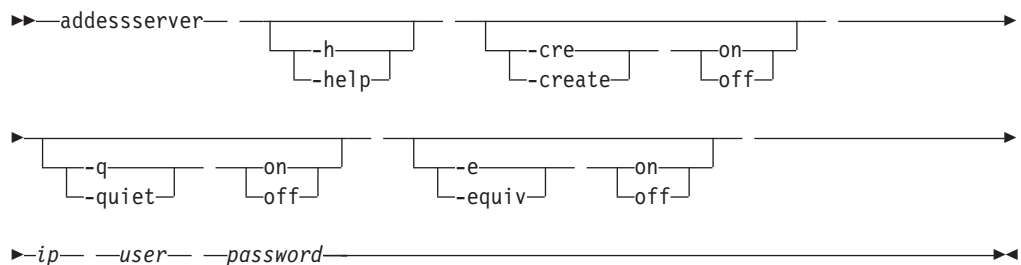 addessserver
-h -cre on
-help -create off
-q on -e on
-quiet off -equiv off
ip user password